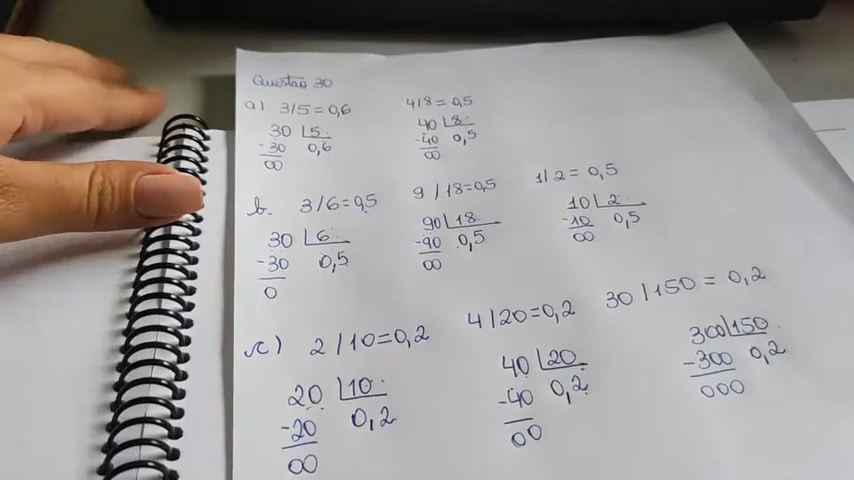 Questão 30
a) 3/5=0,6 4/8=0,5
30 |5 40 |8
-30 0,6 -40 0,5
00 00
b. 3/6=0,5 9/18=0,5 1/2=0,5
30 |6 90 |18 10 |2
-30 0,5 -90 0,5 -10 0,5
0 00 00
c) 2/10=0,2 4/20=0,2 30/150=0,2
20 |10 40 |20 300 |150
-20 0,2 -40 0,2 -300 0,2
00 00 000